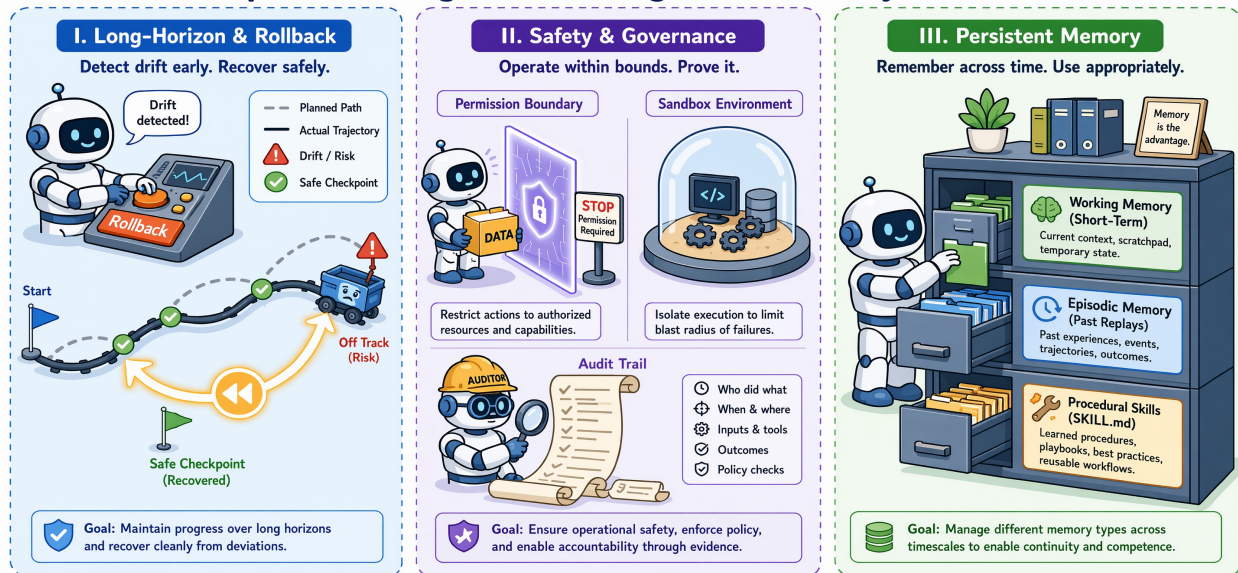 I. Long-Horizon & Rollback
Detect drift early. Recover safely.
Drift
detected!
Planned Path
Actual Trajectory
Drift / Risk
Safe Checkpoint
Rollback
Start
Off Track
(Risk)
Safe Checkpoint
(Recovered)
Goal: Maintain progress over long horizons
and recover cleanly from deviations.
II. Safety & Governance
Operate within bounds. Prove it.
Permission Boundary
Sandbox Environment
DATA
STOP
Permission
Required
</>
Restrict actions to authorized
resources and capabilities.
Isolate execution to limit
blast radius of failures.
Audit Trail
AUDITOR
Who did what
When & where
Inputs & tools
Outcomes
Policy checks
Goal: Ensure operational safety, enforce policy,
and enable accountability through evidence.
III. Persistent Memory
Remember across time. Use appropriately.
Memory
is the
advantage.
Working Memory
(Short-Term)
Current context, scratchpad,
temporary state.
Episodic Memory
(Past Replays)
Past experiences, events,
trajectories, outcomes.
Procedural Skills
(SKILL.md)
Learned procedures,
playbooks, best practices,
reusable workflows.
Goal: Manage different memory types across
timescales to enable continuity and competence.